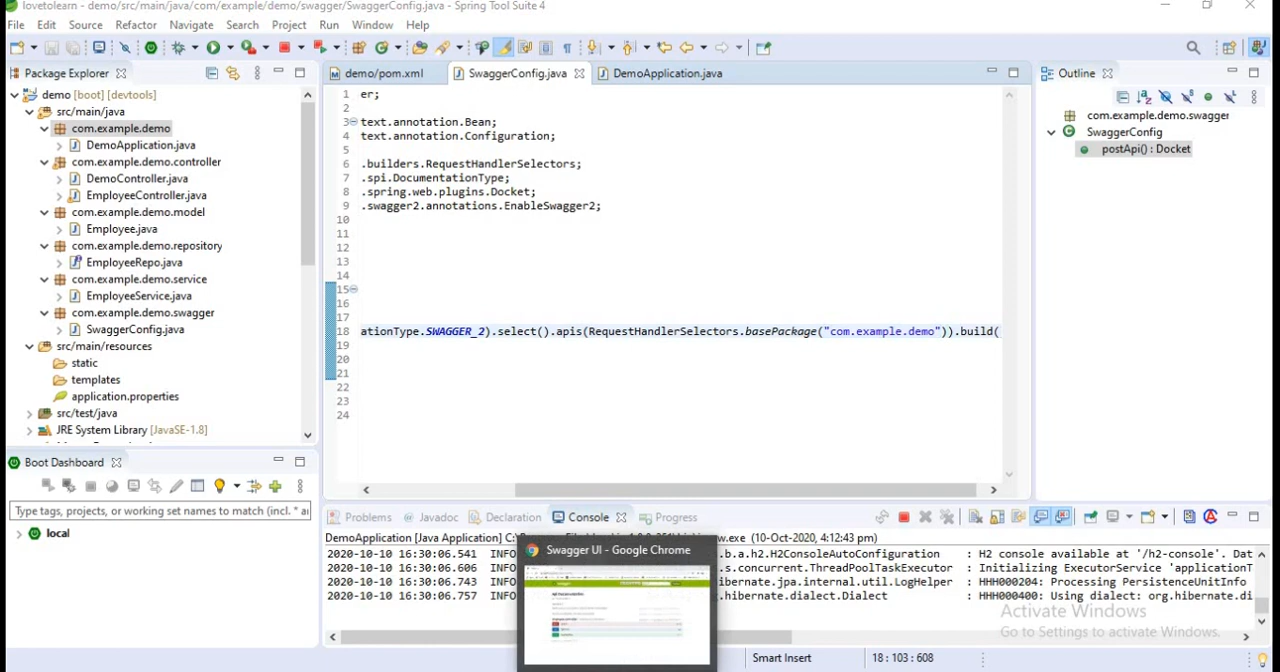 lovetolearn - demo/src/main/java/com/example/demo/swagger/SwaggerConfig.java - Spring Tool Suite 4
File Edit Source Refactor Navigate Search Project Run Window Help
Package Explorer
demo [boot] [devtools]
src/main/java
com.example.demo
DemoApplication.java
com.example.demo.controller
DemoController.java
EmployeeController.java
com.example.demo.model
Employee.java
com.example.demo.repository
EmployeeRepo.java
com.example.demo.service
EmployeeService.java
com.example.demo.swagger
SwaggerConfig.java
src/main/resources
static
templates
application.properties
src/test/java
JRE System Library [JavaSE-1.8]
demo/pom.xml SwaggerConfig.java DemoApplication.java
1 er;
2
3 text.annotation.Bean;
4 text.annotation.Configuration;
5
6 .builders.RequestHandlerSelectors;
7 .spi.DocumentationType;
8 .spring.web.plugins.Docket;
9 .swagger2.annotations.EnableSwagger2;
10
11
12
13
14
15
16
17
18 ationType.SWAGGER_2).select().apis(RequestHandlerSelectors.basePackage("com.example.demo")).build(
19
20
21
22
23
24
Outline
com.example.demo.swagger
SwaggerConfig
postApi() : Docket
Boot Dashboard
Type tags, projects, or working set names to match (incl. * a
local
Problems Javadoc Declaration Console Progress
DemoApplication [Java Application] C:\ w.exe (10-Oct-2020, 4:12:43 pm)
2020-10-10 16:30:06.541 INFO .b.a.h2.H2ConsoleAutoConfiguration : H2 console available at '/h2-console'. Dat
2020-10-10 16:30:06.606 INFO .s.concurrent.ThreadPoolTaskExecutor : Initializing ExecutorService 'applicationT
2020-10-10 16:30:06.743 INFO ibernate.jpa.internal.util.LogHelper : HHH000204: Processing PersistenceUnitInfo
2020-10-10 16:30:06.757 INFO .hibernate.dialect.Dialect : HHH000400: Using dialect: org.hibernate.di
Swagger UI - Google Chrome
Activate Windows
Go to Settings to activate Windows.
Smart Insert 18 : 103 : 608